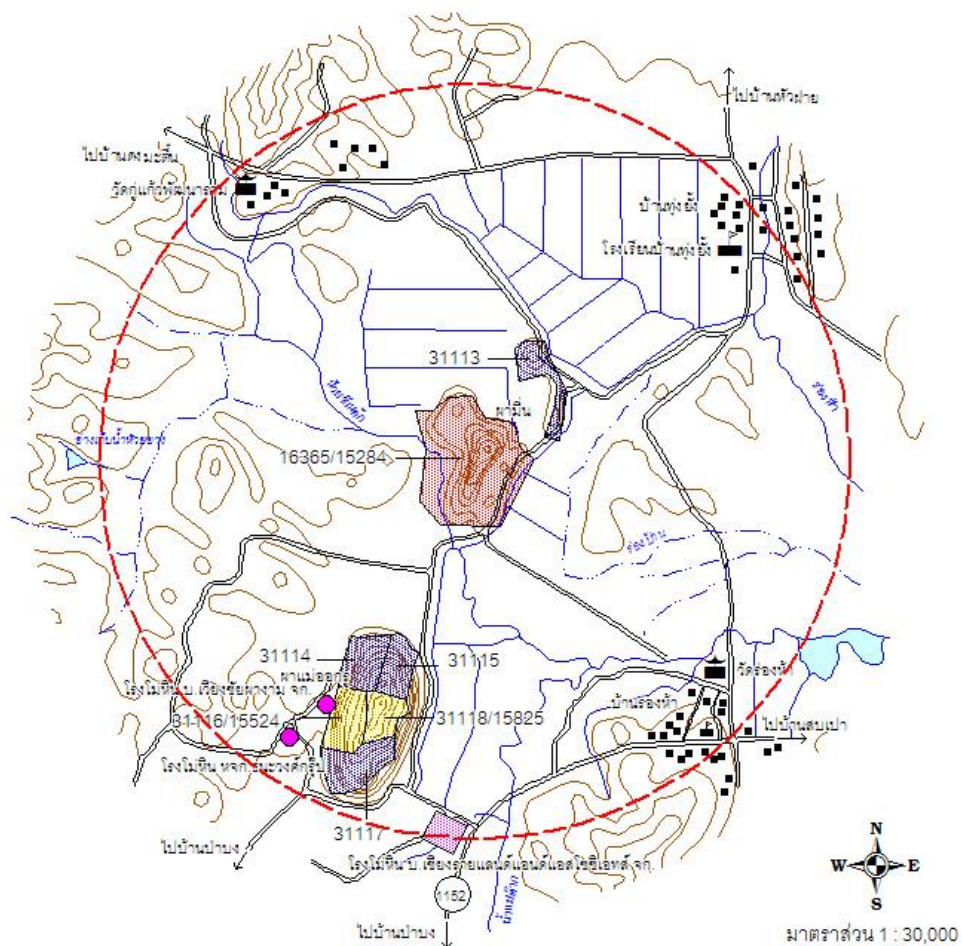 ไปบ้านหัวฝาย
ไปบ้านดงมะตื๋น
วัดกู่แก้วพัฒนาราม
บ้านทุ่งยั้ง
โรงเรียนบ้านทุ่งยั้ง
31113
ผามิ่น
ร่องห้า
อ่างเก็บน้ำห้วยยาง
16365/15284
ร่องโกน
31114
31115
ผาแม่ออกรู
โรงโม่หิน บ.เวียงชัยผางาม จก.
วัดร่องห้า
บ้านร่องห้า
31116/15524
31118/15825
ไปบ้านสบเปา
โรงโม่หิน หจก.ธนะวงศ์กรุ๊ป
31117
ไปบ้านป่าบง
โรงโม่หิน บ.เชียงรายแลนด์แอนด์แอสโซซิเอทส์ จก.
1152
ไปบ้านป่าบง
N
W E
S
มาตราส่วน 1 : 30,000